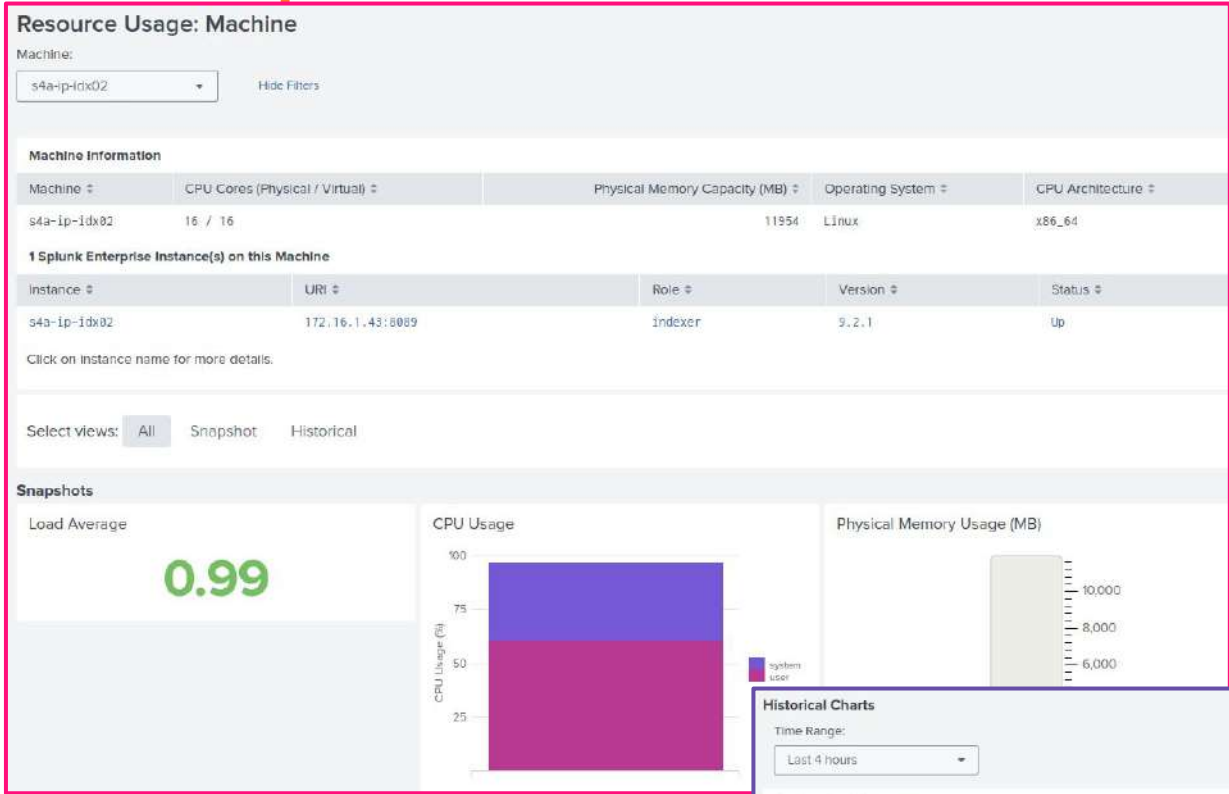 Resource Usage: Machine
Machine:
s4a-ip-idx02
Hide Filters
Machine Information
Machine CPU Cores (Physical / Virtual) Physical Memory Capacity (MB) Operating System CPU Architecture
s4a-ip-idx02 16 / 16 11954 Linux x86_64
1 Splunk Enterprise Instance(s) on this Machine
Instance URI Role Version Status
s4a-ip-idx02 172.16.1.43:8089 indexer 9.2.1 Up
Click on instance name for more details.
Select views: All Snapshot Historical
Snapshots
Load Average
0.99
CPU Usage
100
75
50
25
CPU Usage (%)
system
user
Physical Memory Usage (MB)
10,000
8,000
6,000
Historical Charts
Time Range:
Last 4 hours